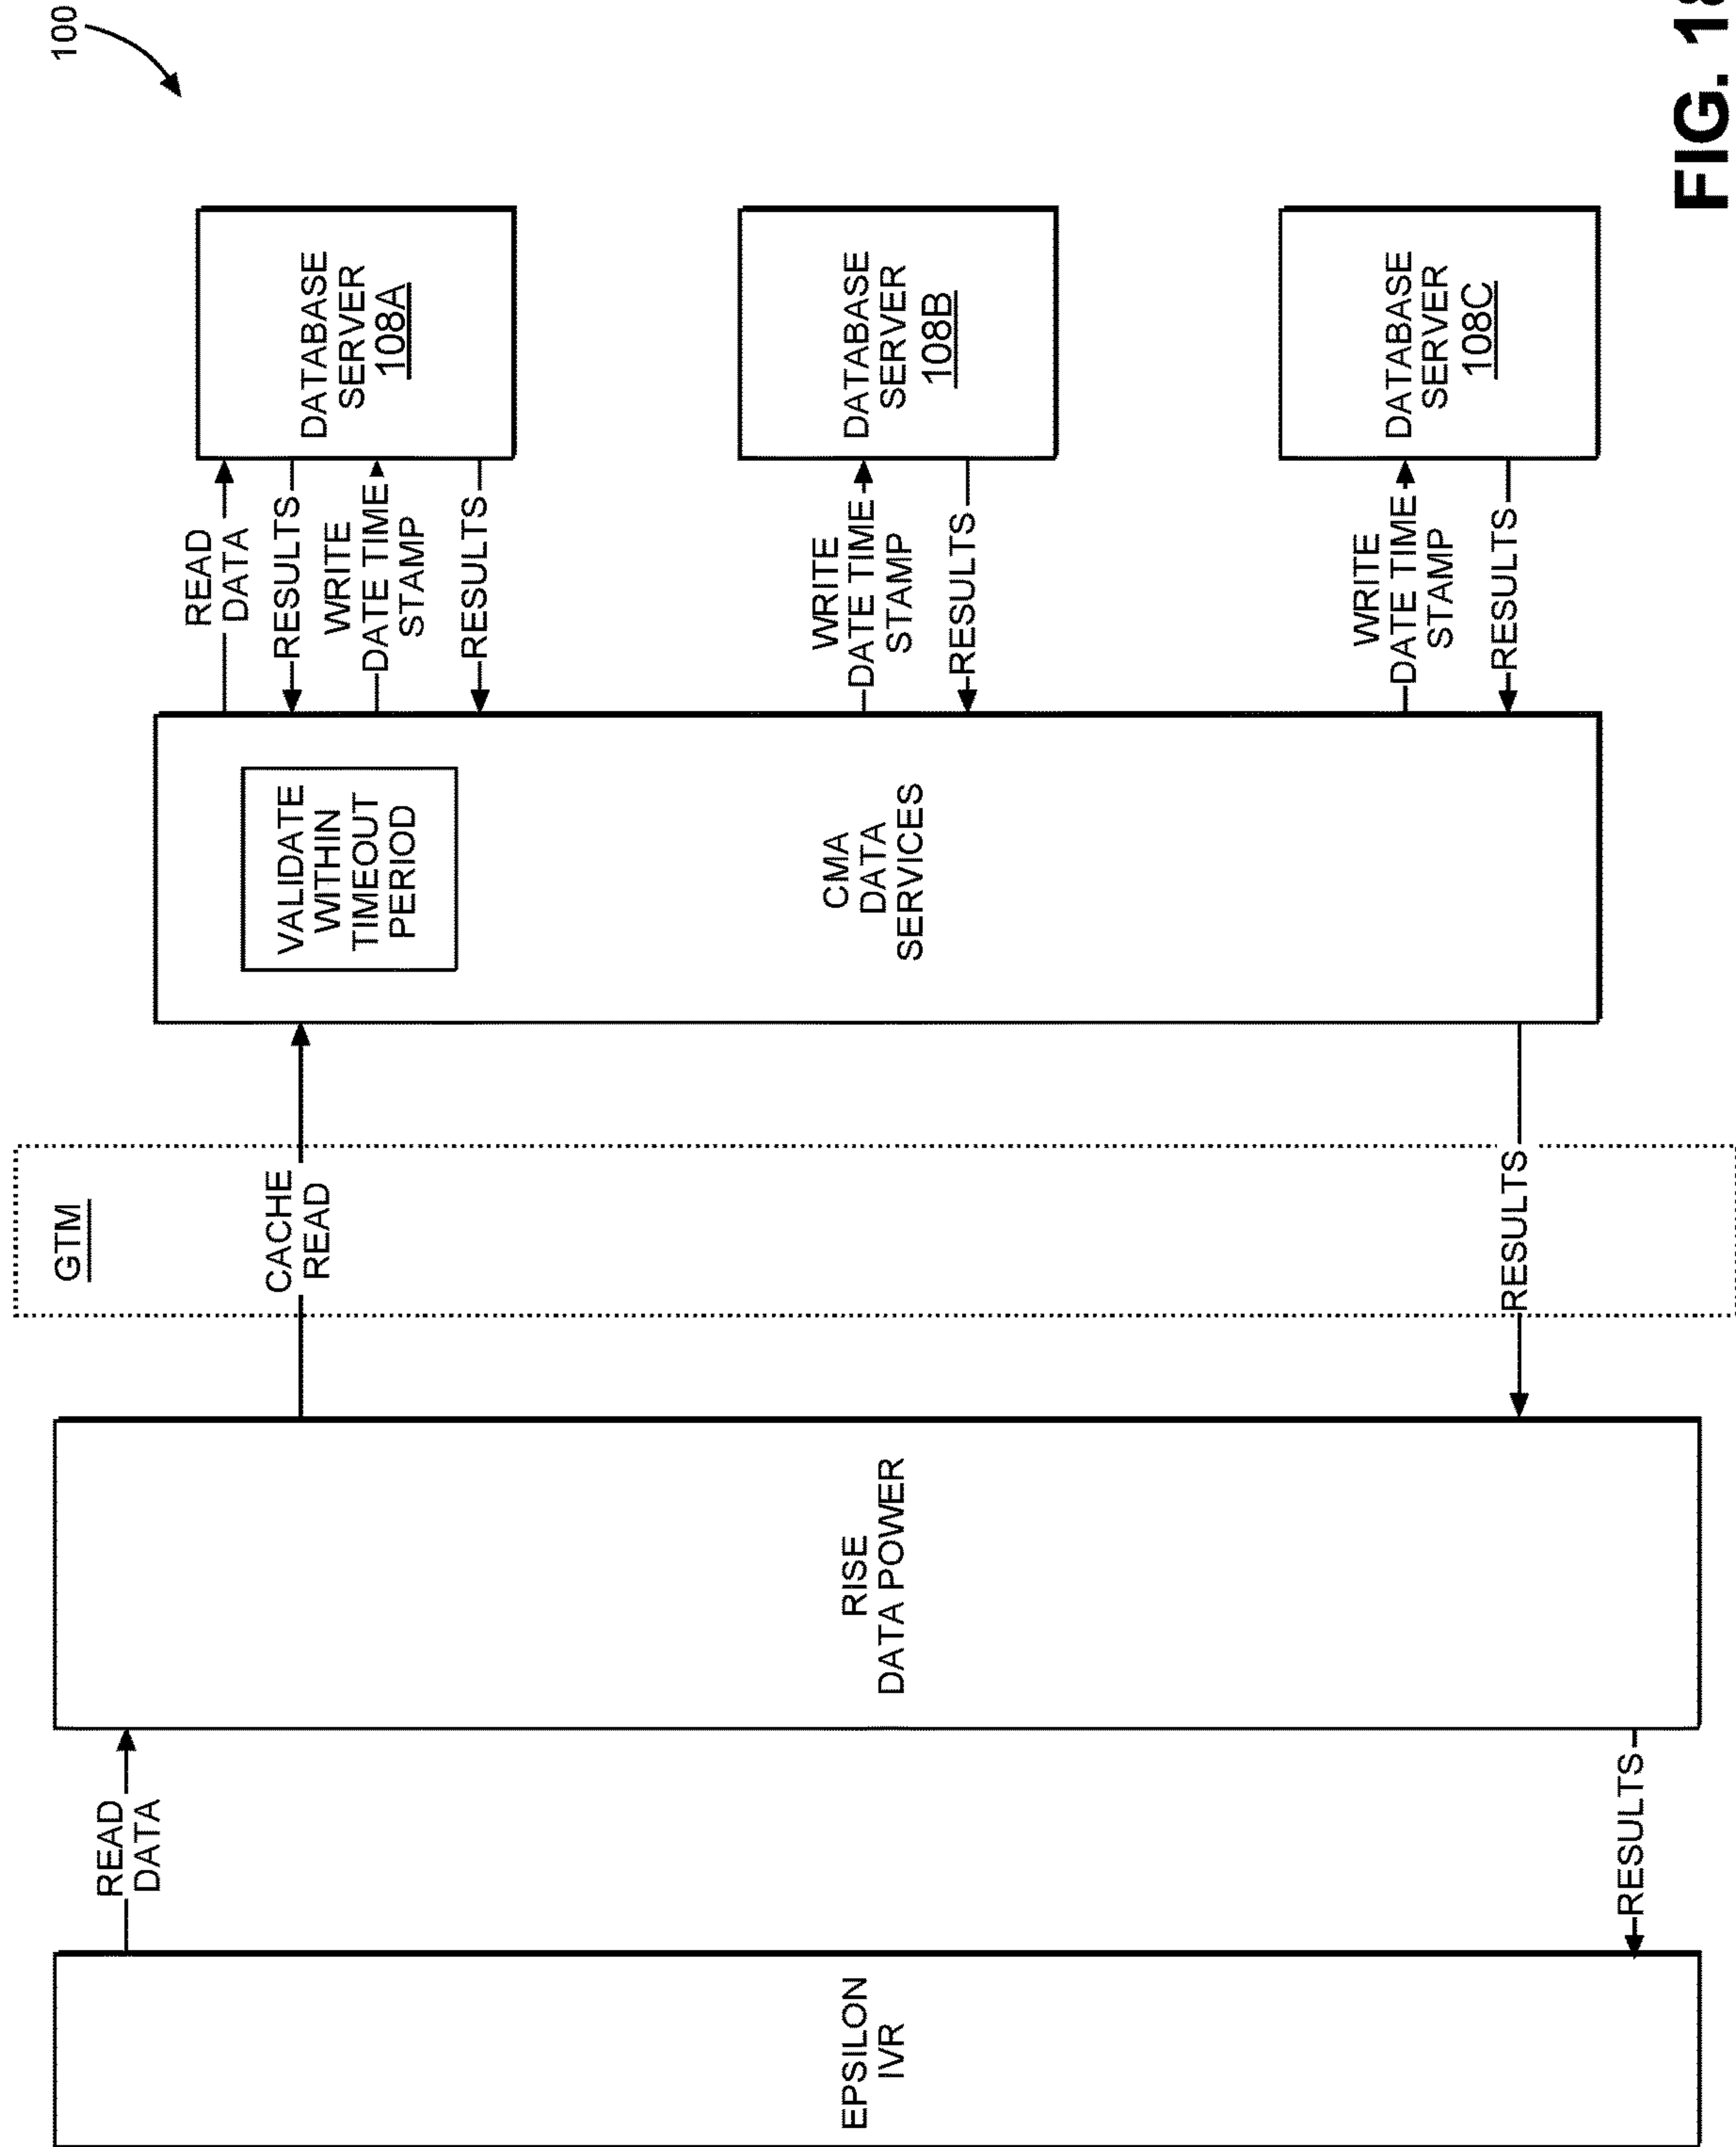 100
GTM
EPSILON
IVR
READ
DATA
RESULTS
RISE
DATA POWER
CACHE
READ
RESULTS
VALIDATE
WITHIN
TIMEOUT
PERIOD
CMA
DATA
SERVICES
READ
DATA
RESULTS
WRITE
DATE TIME
STAMP
RESULTS
WRITE
DATE TIME
STAMP
RESULTS
WRITE
DATE TIME
STAMP
RESULTS
DATABASE
SERVER
108A
DATABASE
SERVER
108B
DATABASE
SERVER
108C
FIG. 18